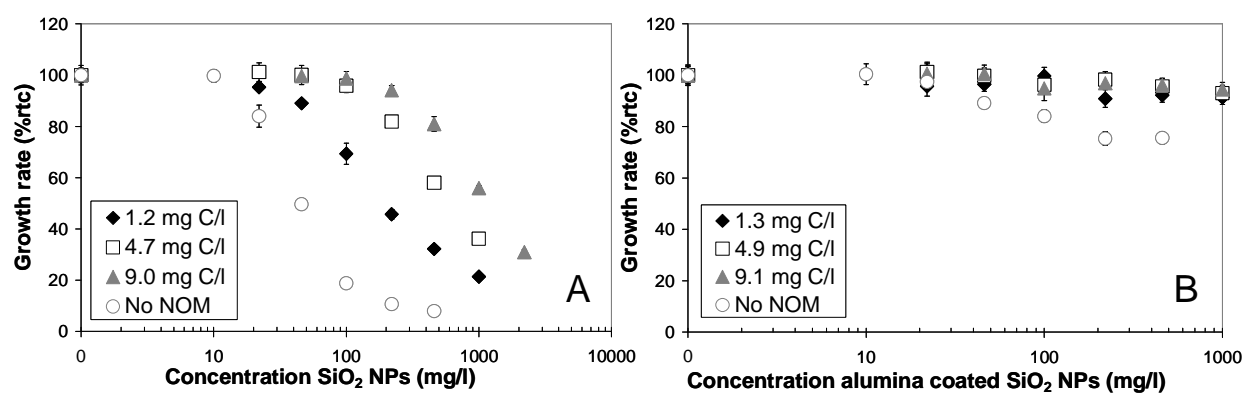 120
100
80
60
40
20
0
Growth rate (%rtc)
1.2 mg C/l
4.7 mg C/l
9.0 mg C/l
No NOM
A
0 10 100 1000 10000
Concentration SiO₂ NPs (mg/l)
120
100
80
60
40
20
0
Growth rate (%rtc)
1.3 mg C/l
4.9 mg C/l
9.1 mg C/l
No NOM
B
0 10 100 1000
Concentration alumina coated SiO₂ NPs (mg/l)